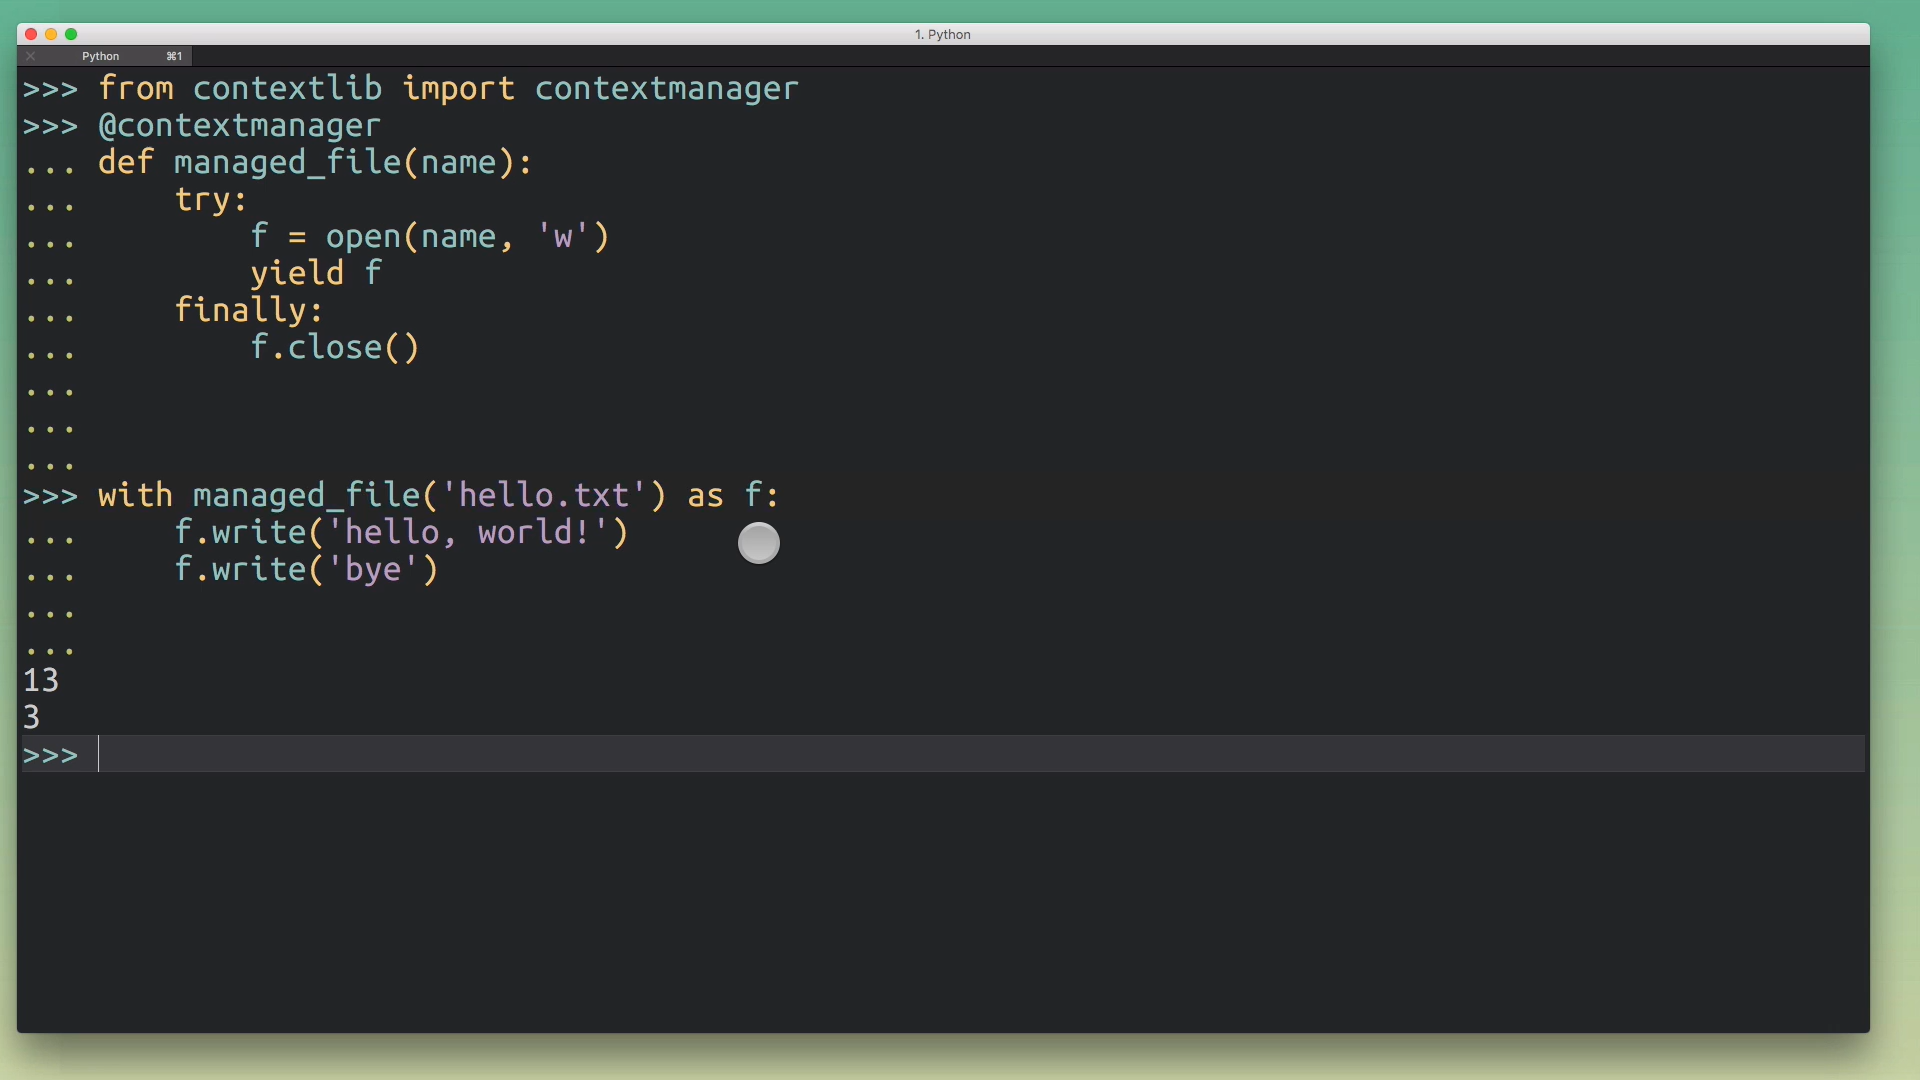 1. Python
Python ⌘1
>>> from contextlib import contextmanager
>>> @contextmanager
... def managed_file(name):
...     try:
...         f = open(name, 'w')
...         yield f
...     finally:
...         f.close()
...
...
...
>>> with managed_file('hello.txt') as f:
...     f.write('hello, world!')
...     f.write('bye')
...
...
13
3
>>>